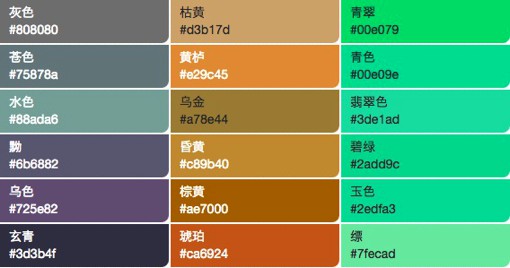 灰色
#808080
枯黄
#d3b17d
青翠
#00e079
苍色
#75878a
黄栌
#e29c45
青色
#00e09e
水色
#88ada6
乌金
#a78e44
翡翠色
#3de1ad
黝
#6b6882
昏黄
#c89b40
碧绿
#2add9c
乌色
#725e82
棕黄
#ae7000
玉色
#2edfa3
玄青
#3d3b4f
琥珀
#ca6924
缥
#7fecad